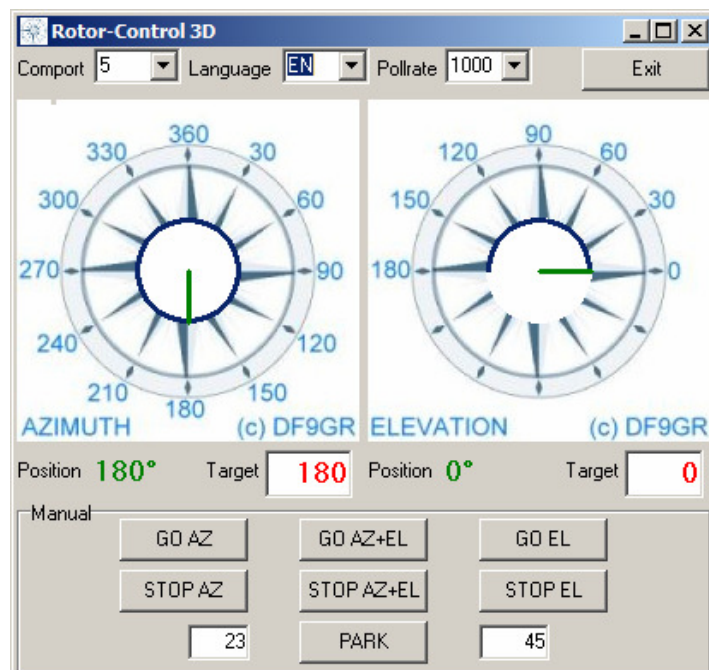 Rotor-Control 3D
Comport 5 Language EN Pollrate 1000 Exit
360
330 30
300 60
270 90
240 120
210 150
180
AZIMUTH (c) DF9GR
90
120 60
150 30
180 0
ELEVATION (c) DF9GR
Position 180° Target 180 Position 0° Target 0
Manual
GO AZ GO AZ+EL GO EL
STOP AZ STOP AZ+EL STOP EL
23 PARK 45